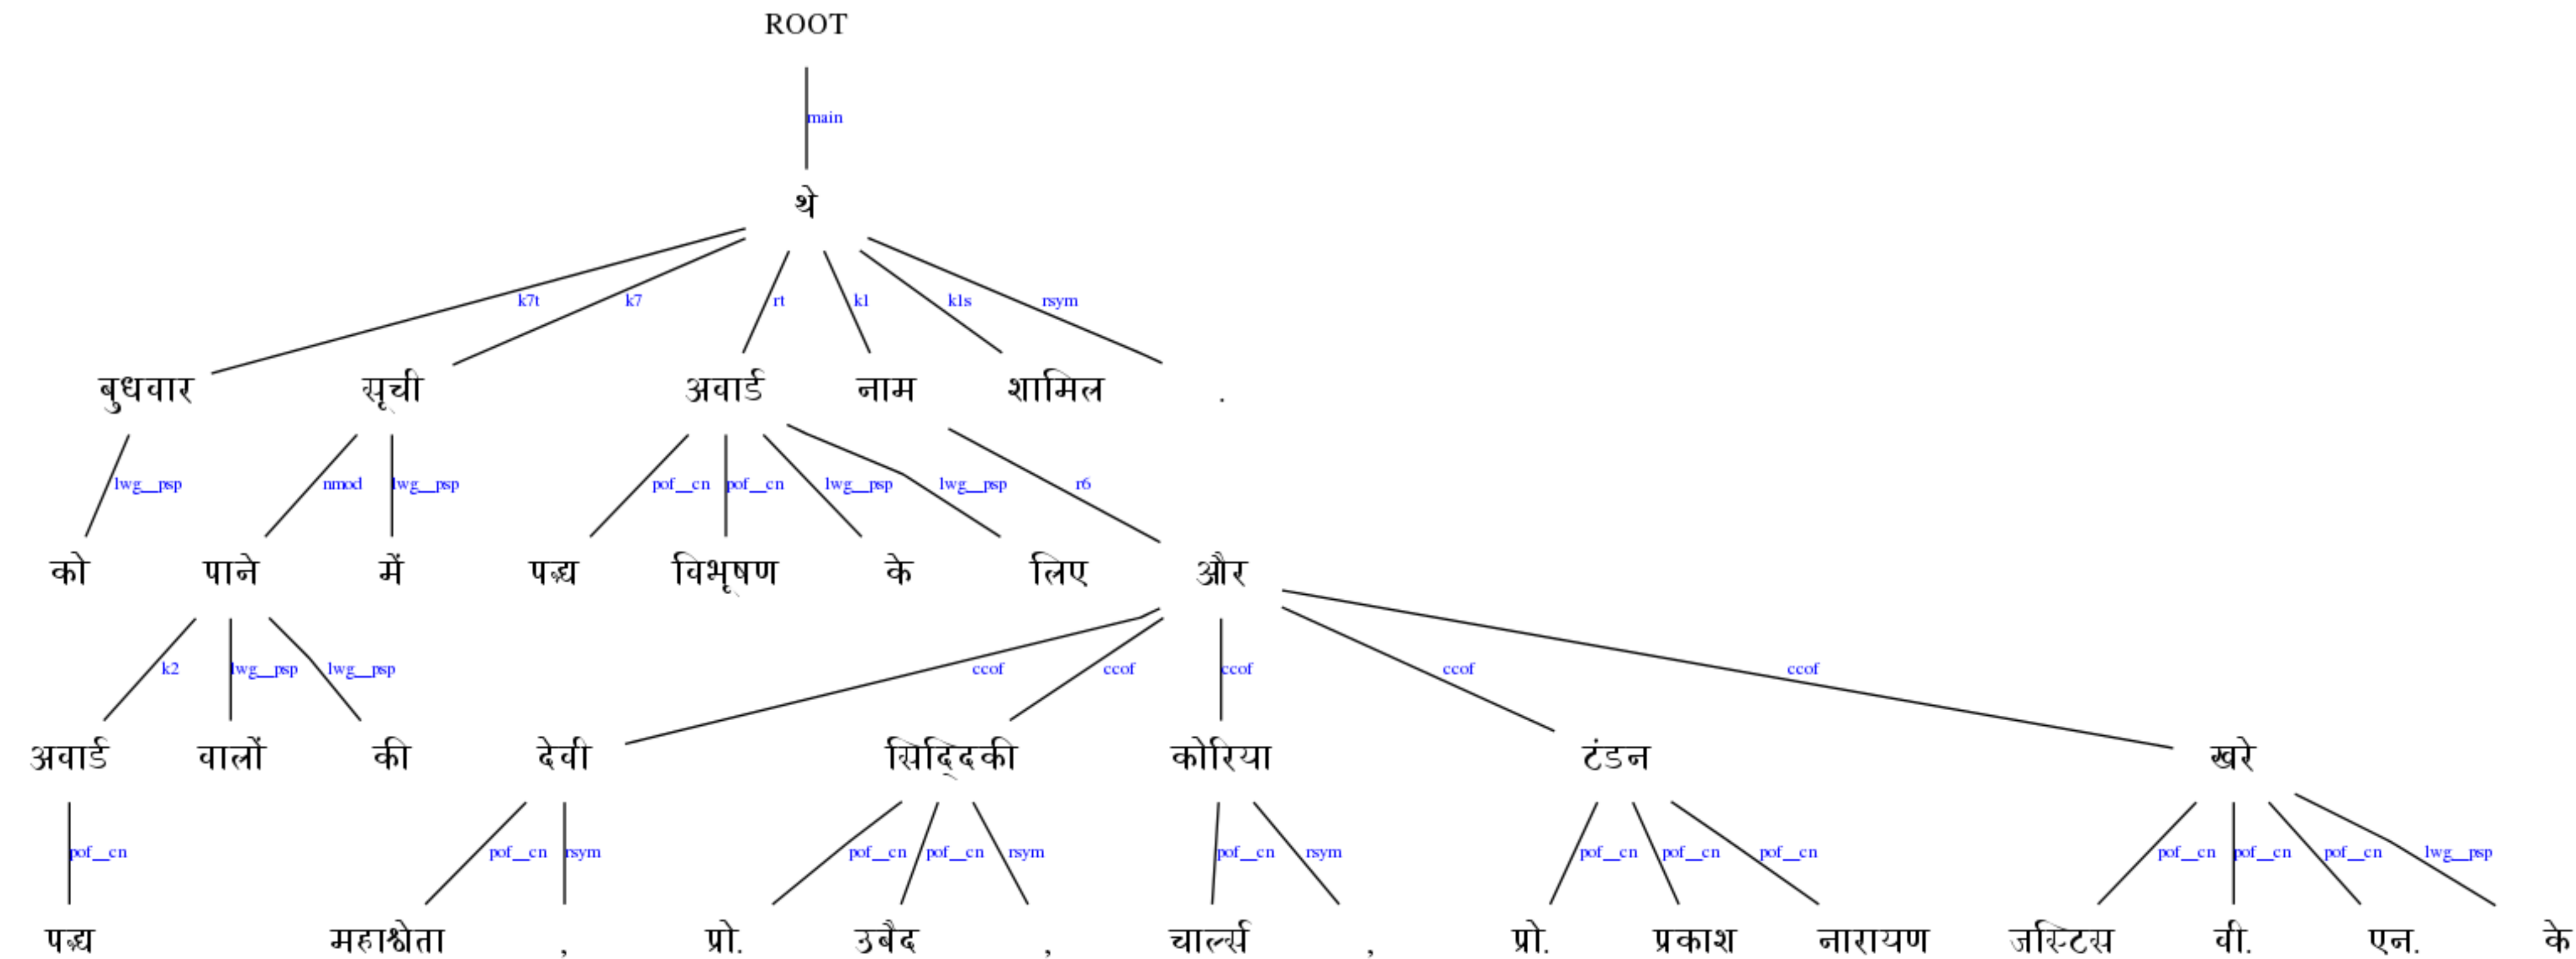 ROOT
main
थे
k7t k7 rt k1 k1s rsym
बुधवार सूची अवार्ड नाम शामिल .
lwg__psp nmod lwg__psp pof__cn pof__cn lwg__psp lwg__psp r6
को पाने में पद्म विभूषण के लिए और
k2 lwg__psp lwg__psp ccof ccof ccof ccof ccof
अवार्ड वालों की देवी सिद्दिकी कोरिया टंडन खरे
pof__cn pof__cn rsym pof__cn pof__cn rsym pof__cn rsym pof__cn pof__cn pof__cn pof__cn pof__cn pof__cn lwg__psp
पद्म महाश्वेता , प्रो. उबैद , चार्ल्स , प्रो. प्रकाश नारायण जस्टिस वी. एन. के